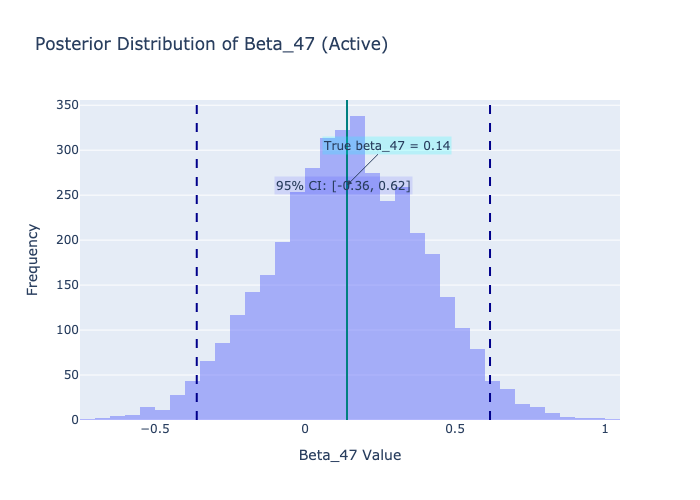 Posterior Distribution of Beta_47 (Active)
350
300
250
200
150
100
50
0
Frequency
True beta_47 = 0.14
95% CI: [-0.36, 0.62]
−0.5
0
0.5
1
Beta_47 Value